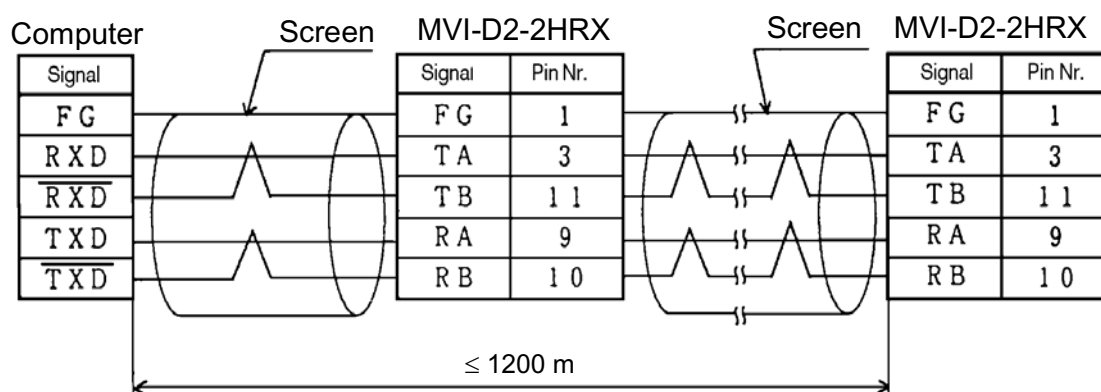 Computer Screen MVI-D2-2HRX Screen MVI-D2-2HRX
Signal Signal Pin Nr. Signal Pin Nr.
FG FG 1 FG 1
RXD TA 3 TA 3
R̅X̅D̅ TB 11 TB 11
TXD RA 9 RA 9
T̅X̅D̅ RB 10 RB 10
≤ 1200 m